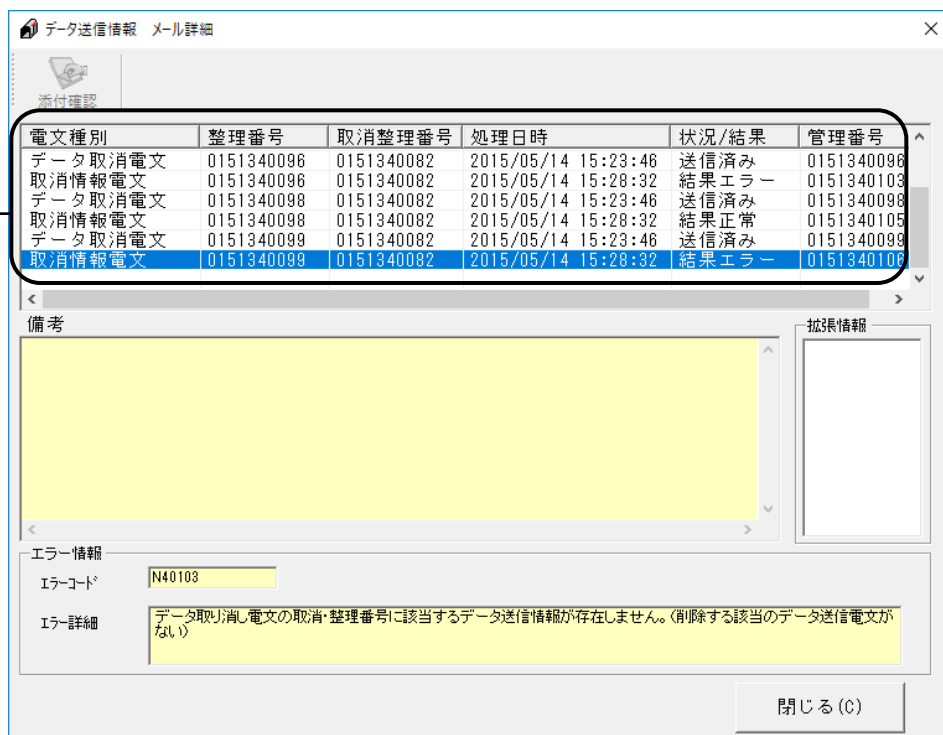 データ送信情報　メール詳細
添付確認
電文種別 整理番号 取消整理番号 処理日時 状況/結果 管理番号
データ取消電文 0151340096 0151340082 2015/05/14 15:23:46 送信済み 0151340096
取消情報電文 0151340096 0151340082 2015/05/14 15:28:32 結果エラー 0151340103
データ取消電文 0151340098 0151340082 2015/05/14 15:23:46 送信済み 0151340098
取消情報電文 0151340098 0151340082 2015/05/14 15:28:32 結果正常 0151340105
データ取消電文 0151340099 0151340082 2015/05/14 15:23:46 送信済み 0151340099
取消情報電文 0151340099 0151340082 2015/05/14 15:28:32 結果エラー 0151340106
備考 拡張情報
エラー情報
エラーコード N40103
エラー詳細 データ取り消し電文の取消・整理番号に該当するデータ送信情報が存在しません。(削除する該当のデータ送信電文が
ない)
閉じる(C)